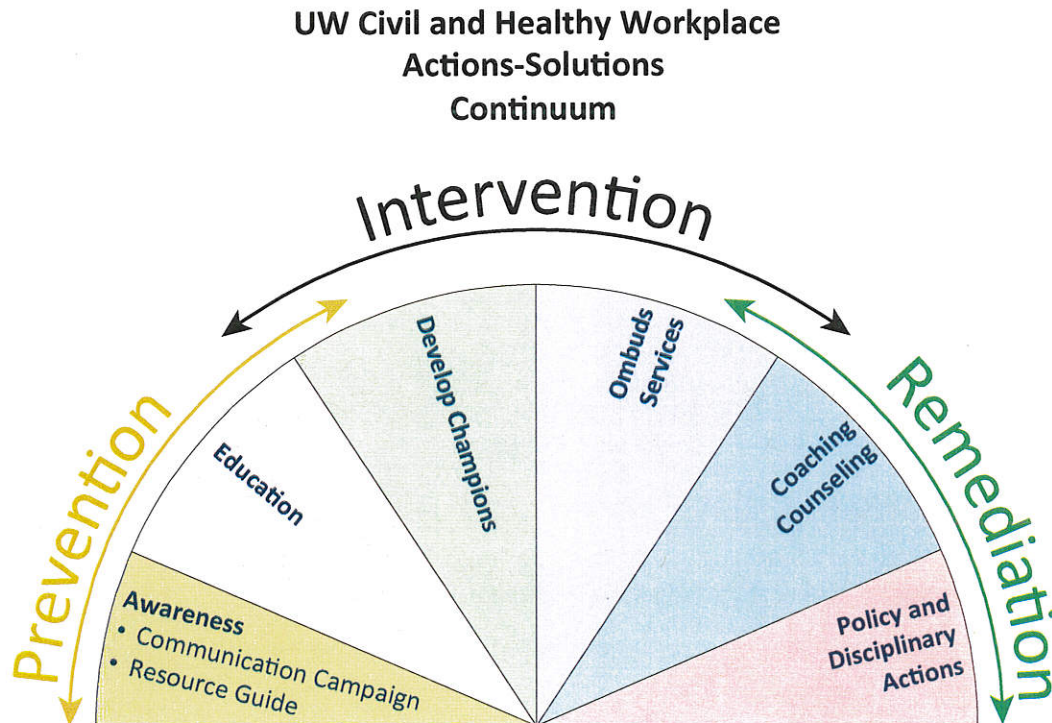 UW Civil and Healthy Workplace
Actions-Solutions
Continuum
Intervention
Prevention
Remediation
Awareness
• Communication Campaign
• Resource Guide
Education
Develop Champions
Ombuds
Services
Coaching
Counseling
Policy and
Disciplinary
Actions